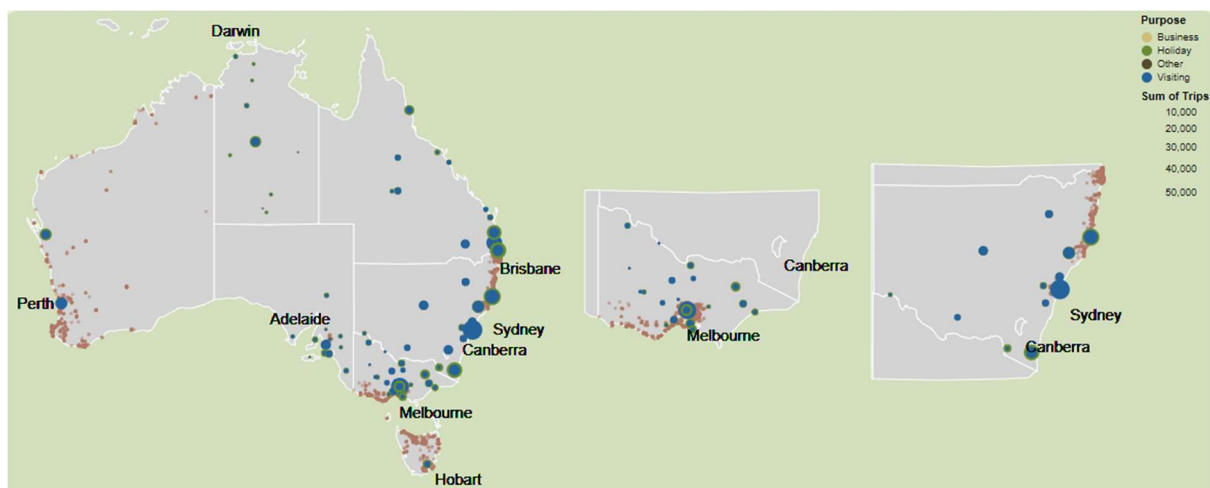 Darwin
Perth
Adelaide
Brisbane
Sydney
Canberra
Melbourne
Hobart
Canberra
Melbourne
Sydney
Canberra
Purpose
Business
Holiday
Other
Visiting
Sum of Trips
10,000
20,000
30,000
40,000
50,000